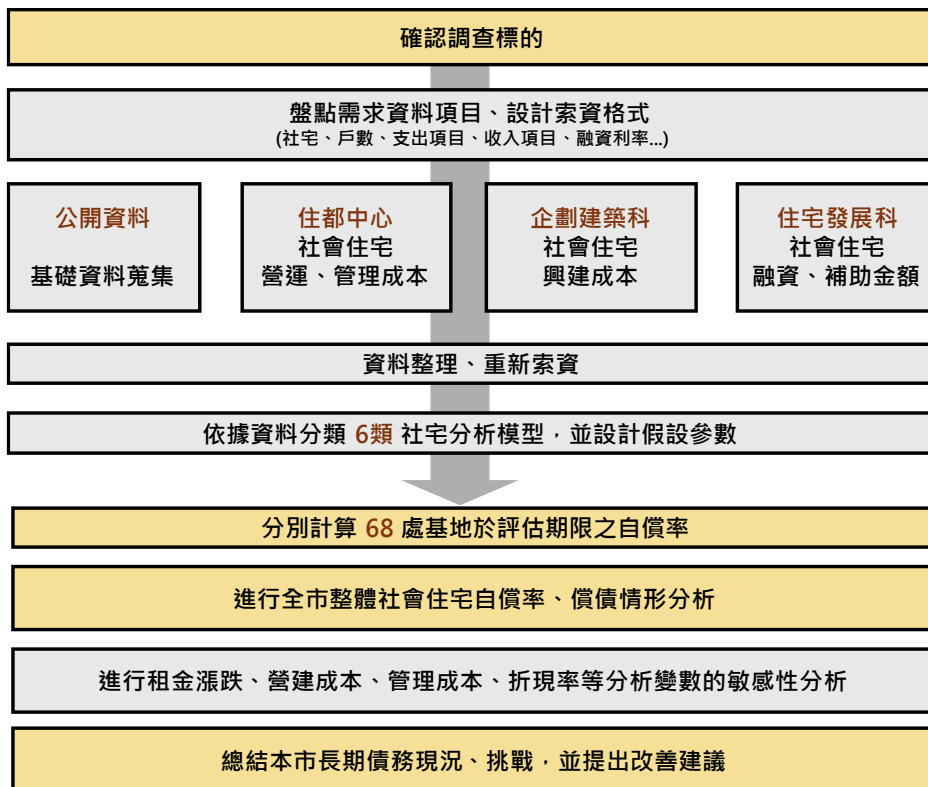 確認調查標的
盤點需求資料項目、設計索資格式
(社宅、戶數、支出項目、收入項目、融資利率...)
公開資料
基礎資料蒐集
住都中心
社會住宅
營運、管理成本
企劃建築科
社會住宅
興建成本
住宅發展科
社會住宅
融資、補助金額
資料整理、重新索資
依據資料分類 6類 社宅分析模型，並設計假設參數
分別計算 68 處基地於評估期限之自償率
進行全市整體社會住宅自償率、償債情形分析
進行租金漲跌、營建成本、管理成本、折現率等分析變數的敏感性分析
總結本市長期債務現況、挑戰，並提出改善建議